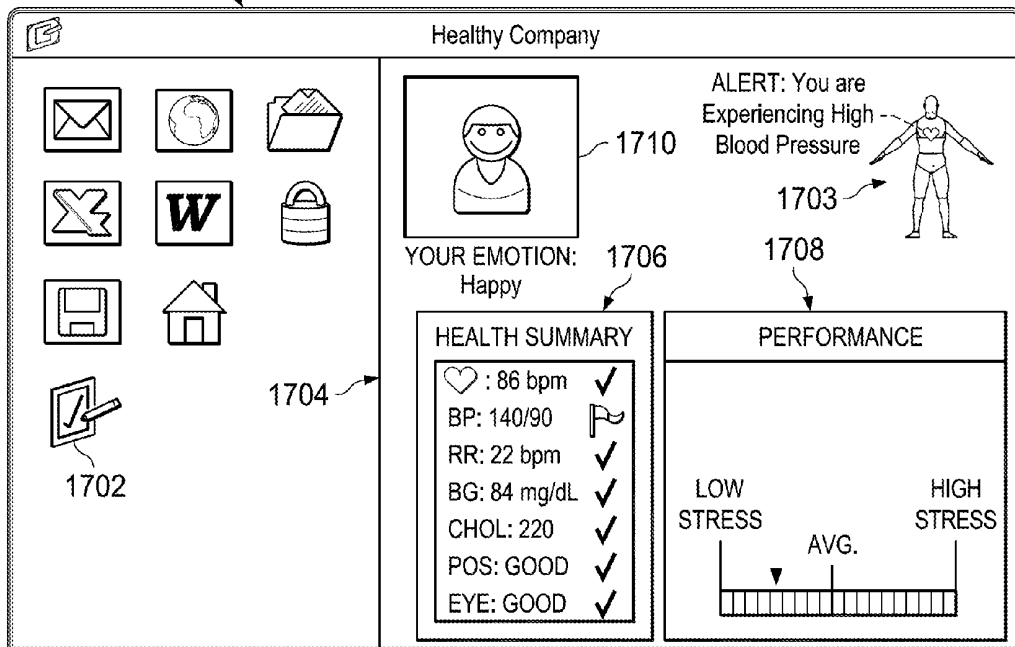 Healthy Company
ALERT: You are
Experiencing High
Blood Pressure
1710
1703
YOUR EMOTION:
Happy
1706
1708
HEALTH SUMMARY
: 86 bpm
BP: 140/90
RR: 22 bpm
BG: 84 mg/dL
CHOL: 220
POS: GOOD
EYE: GOOD
PERFORMANCE
LOW
STRESS
HIGH
STRESS
AVG.
1704
W
1702